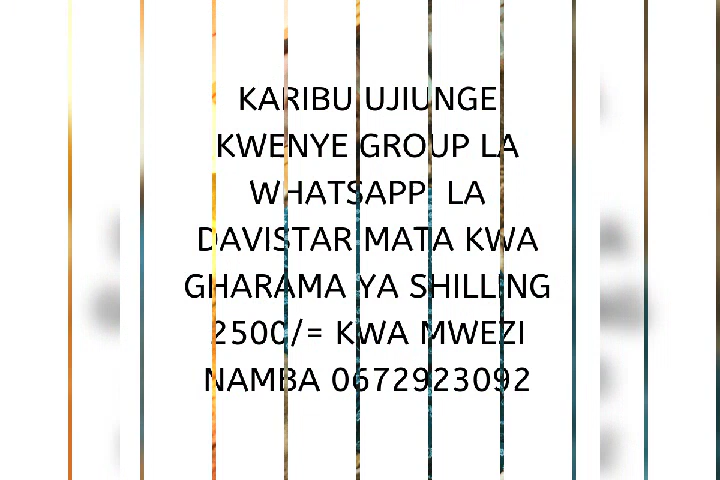 KARIBU UJIUNGE
KWENYE GROUP LA
WHATSAPP LA
DAVISTAR MATA KWA
GHARAMA YA SHILLING
2500/= KWA MWEZI
NAMBA 0672923092